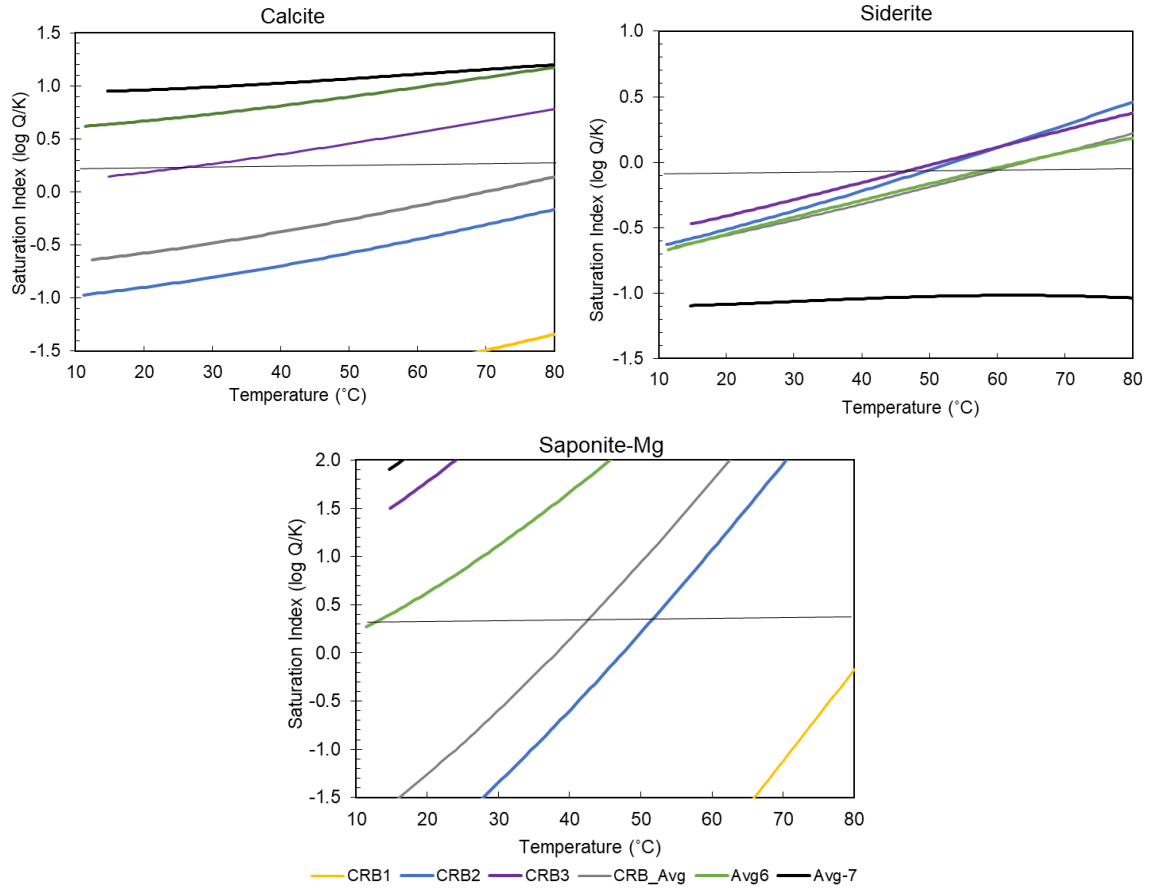 Calcite
Saturation Index (log Q/K)
1.5
1.0
0.5
0.0
-0.5
-1.0
-1.5
10 20 30 40 50 60 70 80
Temperature (˚C)
Siderite
Saturation Index (log Q/K)
1.0
0.5
0.0
-0.5
-1.0
-1.5
10 20 30 40 50 60 70 80
Temperature (˚C)
Saponite-Mg
Saturation Index (log Q/K)
2.0
1.5
1.0
0.5
0.0
-0.5
-1.0
-1.5
10 20 30 40 50 60 70 80
Temperature (˚C)
CRB1 CRB2 CRB3 CRB_Avg Avg6 Avg-7